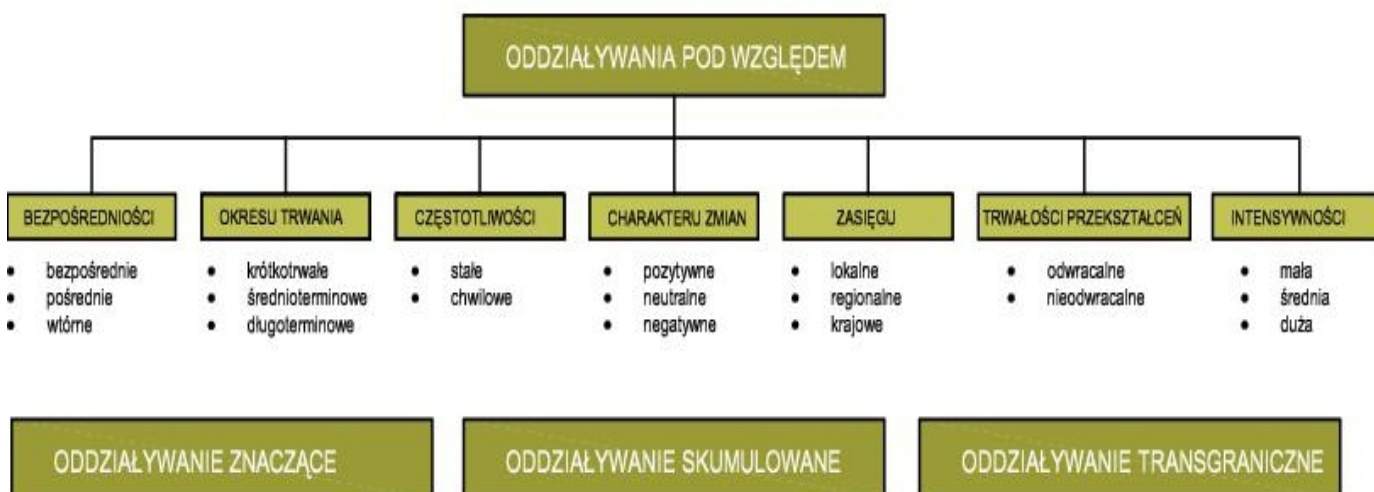 ODDZIAŁYWANIA POD WZGLĘDEM
BEZPOŚREDNIOŚCI
• bezpośrednie
• pośrednie
• wtórne
OKRESU TRWANIA
• krótkotrwałe
• średnioterminowe
• długoterminowe
CZĘSTOTLIWOŚCI
• stałe
• chwilowe
CHARAKTERU ZMIAN
• pozytywne
• neutralne
• negatywne
ZASIĘGU
• lokalne
• regionalne
• krajowe
TRWAŁOŚCI PRZEKSZTAŁCEŃ
• odwracalne
• nieodwracalne
INTENSYWNOŚCI
• mała
• średnia
• duża
ODDZIAŁYWANIE ZNACZĄCE
ODDZIAŁYWANIE SKUMULOWANE
ODDZIAŁYWANIE TRANSGRANICZNE